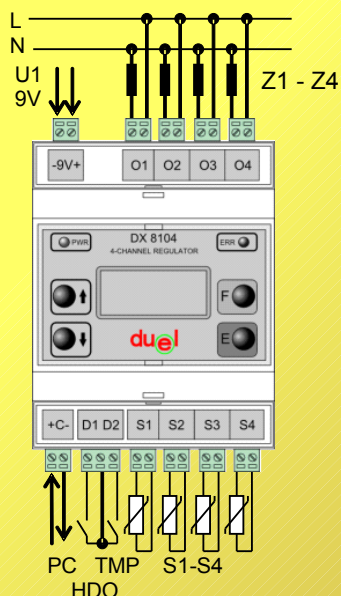 L
N
U1
9V
Z1 - Z4
-9V+ O1 O2 O3 O4
PWR DX 8104 ERR
4-CHANNEL REGULATOR
F
duel E
+C- D1 D2 S1 S2 S3 S4
PC TMP S1-S4
HDO